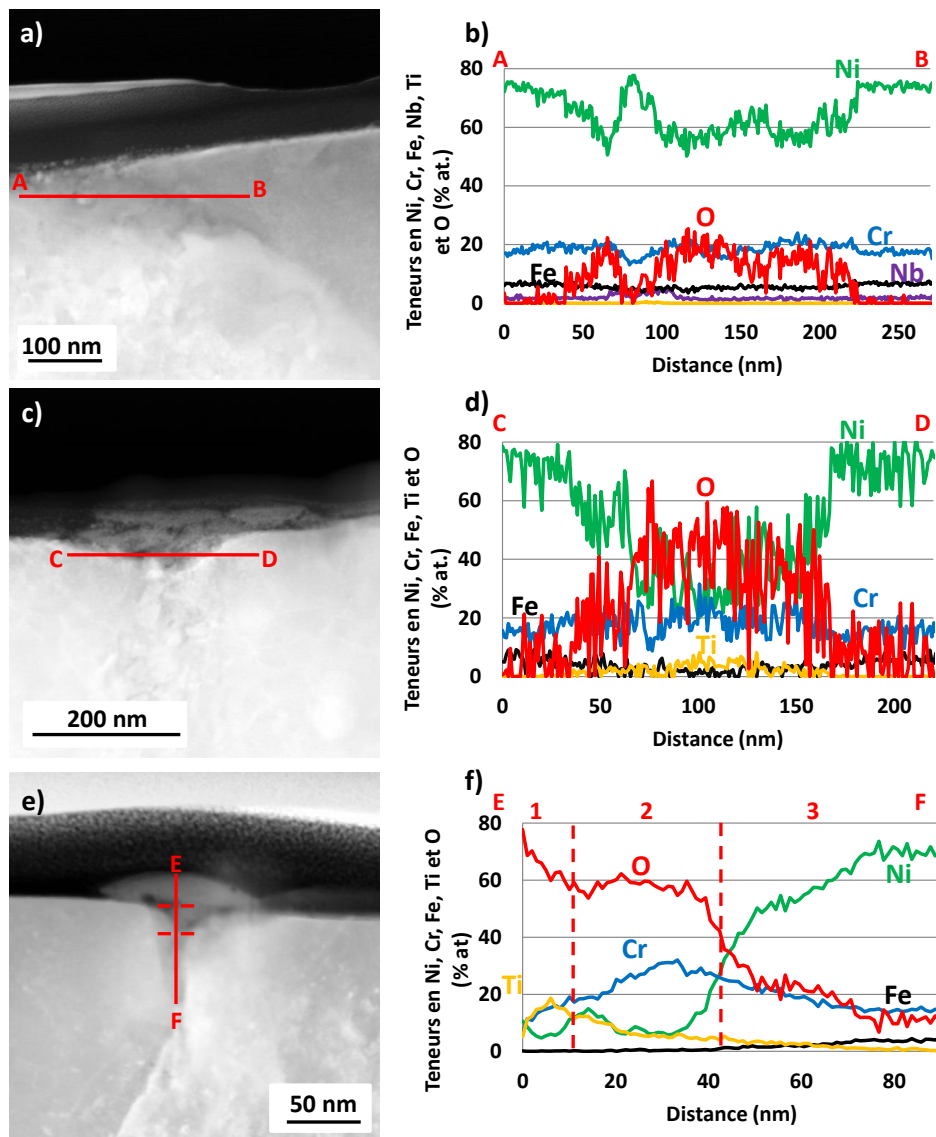 a)
A
B
100 nm
b)
A
B
Teneurs en Ni, Cr, Fe, Nb, Ti
et O (% at.)
80
60
40
20
0
Ni
O
Cr
Fe
Nb
0 50 100 150 200 250
Distance (nm)
c)
C
D
200 nm
d)
C
D
Teneurs en Ni, Cr, Fe, Ti et O
(% at.)
80
60
40
20
0
Ni
O
Fe
Cr
Ti
0 50 100 150 200
Distance (nm)
e)
E
F
50 nm
f)
E 1 2 3 F
Teneurs en Ni, Cr, Fe, Ti et O
(% at)
80
60
40
20
0
O
Ni
Cr
Ti
Fe
0 20 40 60 80
Distance (nm)